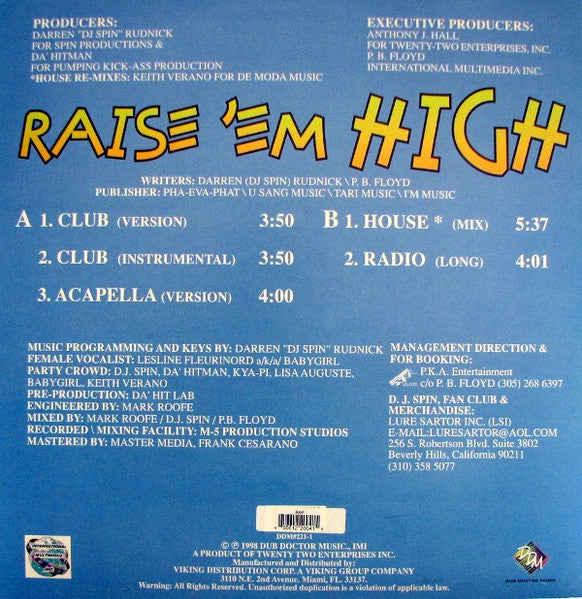 PRODUCERS:
DARREN "DJ SPIN" RUDNICK
FOR SPIN PRODUCTIONS &
DA' HITMAN
FOR PUMPING KICK-ASS PRODUCTION
*HOUSE RE-MIXES: KEITH VERANO FOR DE MODA MUSIC
EXECUTIVE PRODUCERS:
ANTHONY J. HALL
FOR TWENTY-TWO ENTERPRISES, INC.
P. B. FLOYD
INTERNATIONAL MULTIMEDIA INC.
RAISE 'EM HIGH
WRITERS: DARREN (DJ SPIN) RUDNICK \ P. B. FLOYD
PUBLISHER: PHA-EVA-PHAT \ U SANG MUSIC \ TARI MUSIC \ I'M MUSIC
A 1. CLUB (VERSION) 3:50
2. CLUB (INSTRUMENTAL) 3:50
3. ACAPELLA (VERSION) 4:00
B 1. HOUSE * (MIX) 5:37
2. RADIO (LONG) 4:01
MUSIC PROGRAMMING AND KEYS BY: DARREN "DJ SPIN" RUDNICK
FEMALE VOCALIST: LESLINE FLEURINORD a/k/a/ BABYGIRL
PARTY CROWD: D.J. SPIN, DA' HITMAN, KYA-PI, LISA AUGUSTE,
BABYGIRL, KEITH VERANO
PRE-PRODUCTION: DA' HIT LAB
ENGINEERED BY: MARK ROOFE
MIXED BY: MARK ROOFE / D.J. SPIN / P.B. FLOYD
RECORDED \ MIXING FACILITY: M-5 PRODUCTION STUDIOS
MASTERED BY: MASTER MEDIA, FRANK CESARANO
MANAGEMENT DIRECTION &
FOR BOOKING:
P.K.A. Entertainment
c/o P. B. FLOYD (305) 268 6397
D. J. SPIN, FAN CLUB &
MERCHANDISE:
LURE SARTOR INC. (LSI)
E-MAIL:LURESARTOR@AOL.COM
256 S. Robertson Blvd. Suite 3802
Beverly Hills, California 90211
(310) 358 5077
RAP
DDM#221-1
© ℗ 1998 DUB DOCTOR MUSIC., IMI
A PRODUCT OF TWENTY TWO ENTERPRISES INC.
Manufactured and Distributed by:
VIKING DISTRIBUTION CORP. A VIKING GROUP COMPANY
3110 N.E. 2nd Avenue. Miami, FL. 33137.
Warning: All Rights Reserved. Unauthorized duplication is a violation of applicable law.
INTERNATIONAL
MULTIMEDIA
DDM
DUB DOCTOR MUSIC